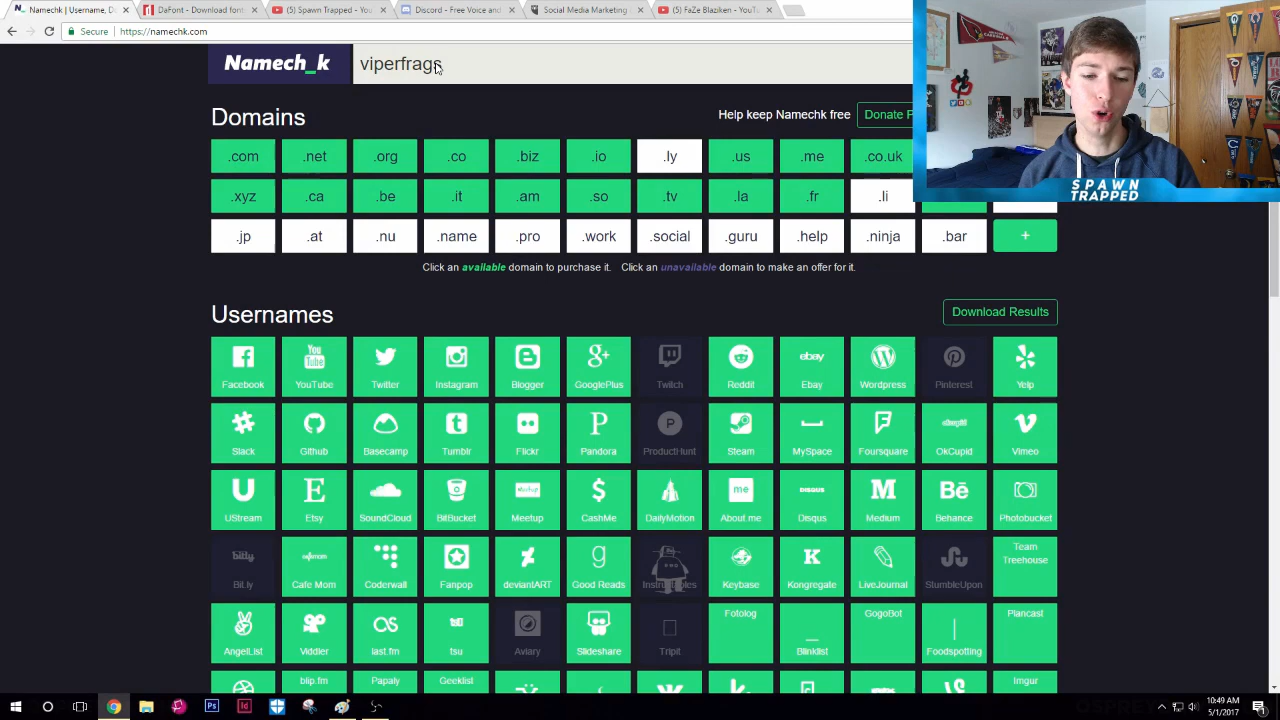 Namechk | Username, D
DaFont - Download font
(5) Spawn Trapped - You
Discord - Free Voice and
Social Media Marketing
(5) FaZe Blaziken - YouT
Secure
https://namechk.com
Namech_k
viperfrags
Domains
Help keep Namechk free
Donate P
.com .net .org .co .biz .io .ly .us .me .co.uk
.xyz .ca .be .it .am .so .tv .la .fr .li
.jp .at .nu .name .pro .work .social .guru .help .ninja .bar +
Click an available domain to purchase it. Click an unavailable domain to make an offer for it.
SPAWN
TRAPPED
Usernames
Download Results
Facebook YouTube Twitter Instagram Blogger GooglePlus Twitch Reddit Ebay Wordpress Pinterest Yelp
Slack Github Basecamp Tumblr Flickr Pandora ProductHunt Steam MySpace Foursquare OkCupid Vimeo
UStream Etsy SoundCloud BitBucket Meetup CashMe DailyMotion About.me Disqus Medium Behance Photobucket
Bit.ly Cafe Mom Coderwall Fanpop deviantART Good Reads Instructables Keybase Kongregate LiveJournal StumbleUpon Team Treehouse
AngelList Viddler last.fm tsu Aviary Slideshare Tripit Fotolog Blinklist GogoBot Foodspotting Plancast
blip.fm Papaly Geeklist Imgur
10:49 AM
5/1/2017